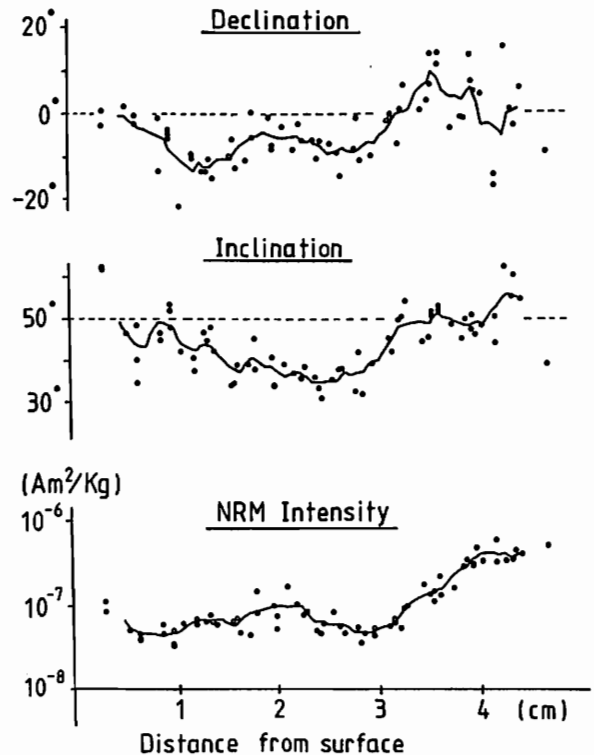 Declination
20°
0°
-20°
Inclination
50°
30°
(Am²/Kg)
NRM Intensity
10⁻⁶
10⁻⁷
10⁻⁸
1 2 3 4 (cm)
Distance from surface